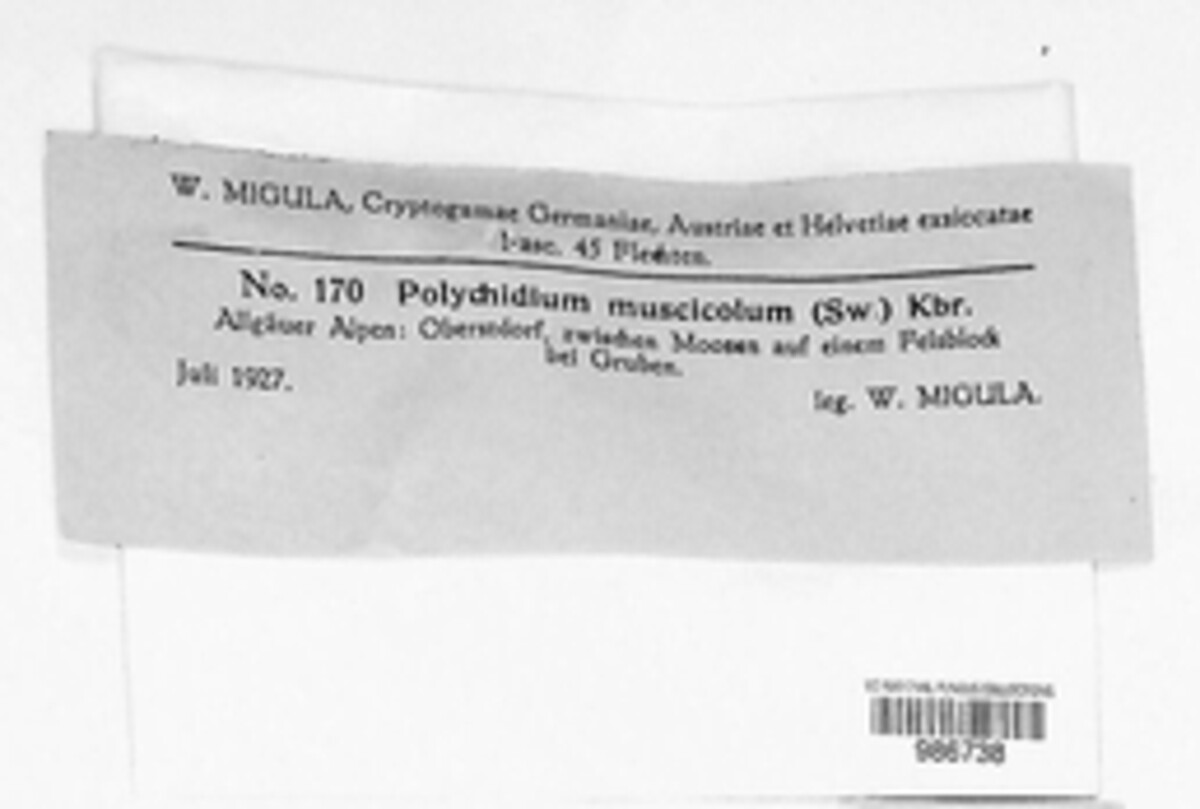 W. MIGULA, Cryptogamae Germaniae, Austriae et Helvetiae exsiccatae
Fasc. 45 Flechten.
No. 170 Polychidium muscicolum (Sw.) Kbr.
Allgäuer Alpen: Oberstdorf, zwischen Moosen auf einem Felsblock
bei Gruben.
Juli 1927.
leg. W. MIGULA.
986738